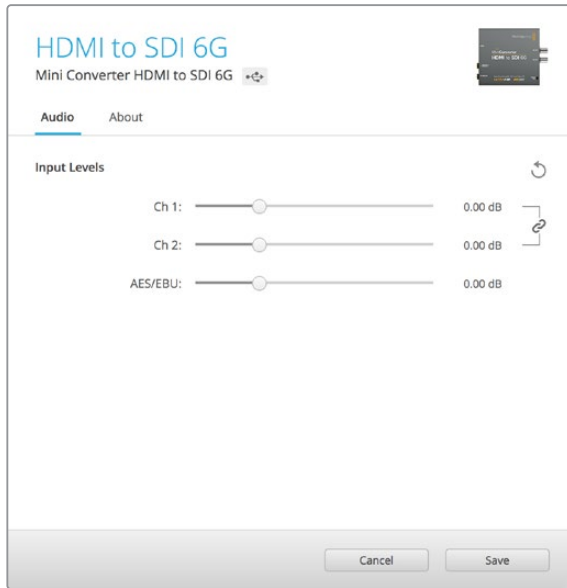 HDMI to SDI 6G
Mini Converter HDMI to SDI 6G
Audio About
Input Levels
Ch 1: 0.00 dB
Ch 2: 0.00 dB
AES/EBU: 0.00 dB
Cancel Save